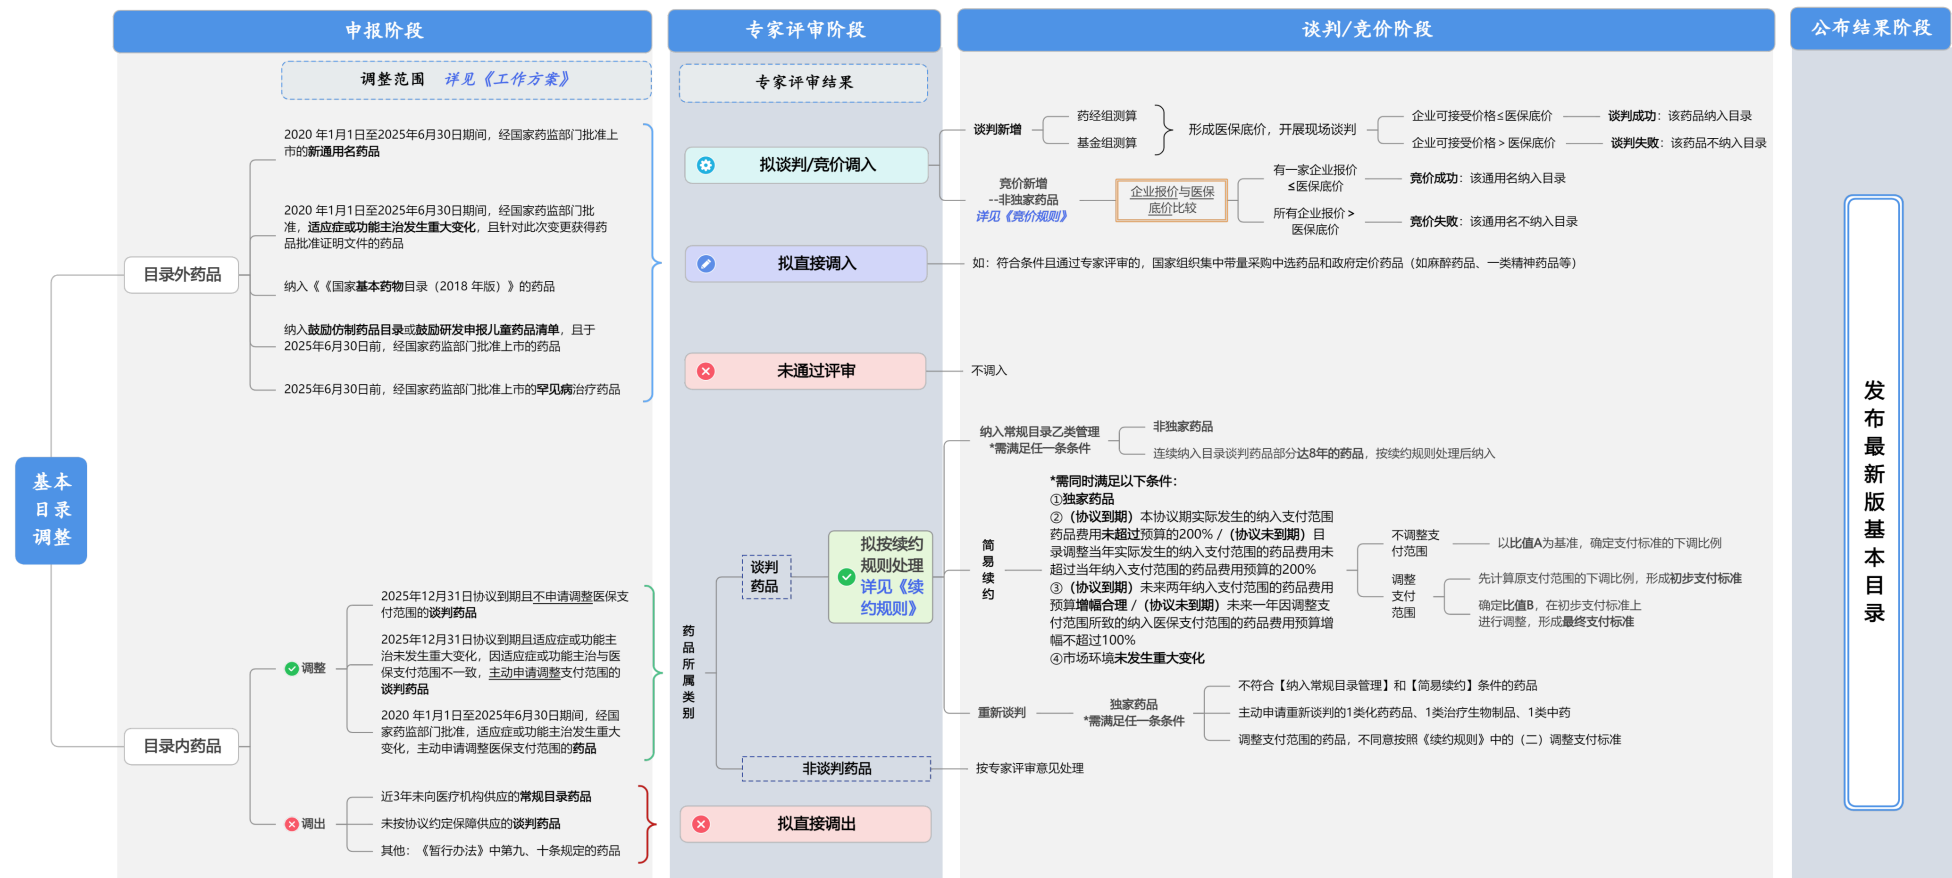 申报阶段
专家评审阶段
谈判/竞价阶段
公布结果阶段
调整范围 详见《工作方案》
专家评审结果
基本
目录
调整
目录外药品
2020 年1月1日至2025年6月30日期间，经国家药监部门批准上
市的新通用名药品
2020 年1月1日至2025年6月30日期间，经国家药监部门批
准，适应症或功能主治发生重大变化，且针对此次变更获得药
品批准证明文件的药品
纳入《《国家基本药物目录（2018 年版）》的药品
纳入鼓励仿制药品目录或鼓励研发申报儿童药品清单，且于
2025年6月30日前，经国家药监部门批准上市的药品
2025年6月30日前，经国家药监部门批准上市的罕见病治疗药品
拟谈判/竞价调入
谈判新增
药经组测算
基金组测算
形成医保底价，开展现场谈判
企业可接受价格≤医保底价
谈判成功：该药品纳入目录
企业可接受价格＞医保底价
谈判失败：该药品不纳入目录
竞价新增
--非独家药品
详见《竞价规则》
企业报价与医保
底价比较
有一家企业报价
≤医保底价
竞价成功：该通用名纳入目录
所有企业报价＞
医保底价
竞价失败：该通用名不纳入目录
拟直接调入
如：符合条件且通过专家评审的，国家组织集中带量采购中选药品和政府定价药品（如麻醉药品、一类精神药品等）
未通过评审
不调入
目录内药品
调整
2025年12月31日协议到期且不申请调整医保支
付范围的谈判药品
2025年12月31日协议到期且适应症或功能主
治未发生重大变化，因适应症或功能主治与医
保支付范围不一致，主动申请调整支付范围的
谈判药品
2020 年1月1日至2025年6月30日期间，经国
家药监部门批准，适应症或功能主治发生重大
变化，主动申请调整医保支付范围的药品
调出
近3年未向医疗机构供应的常规目录药品
未按协议约定保障供应的谈判药品
其他：《暂行办法》中第九、十条规定的药品
药品所属类别
谈判
药品
拟按续约
规则处理
详见《续
约规则》
纳入常规目录乙类管理
*需满足任一条条件
非独家药品
连续纳入目录谈判药品部分达8年的药品，按续约规则处理后纳入
简易续约
*需同时满足以下条件：
①独家药品
②（协议到期）本协议期实际发生的纳入支付范围
药品费用未超过预算的200% /（协议未到期）目
录调整当年实际发生的纳入支付范围的药品费用未
超过当年纳入支付范围的药品费用预算的200%
③（协议到期）未来两年纳入支付范围的药品费用
预算增幅合理 /（协议未到期）未来一年因调整支
付范围所致的纳入医保支付范围的药品费用预算增
幅不超过100%
④市场环境未发生重大变化
不调整支
付范围
以比值A为基准，确定支付标准的下调比例
调整
支付
范围
先计算原支付范围的下调比例，形成初步支付标准
确定比值B，在初步支付标准上
进行调整，形成最终支付标准
重新谈判
独家药品
*需满足任一条条件
不符合【纳入常规目录管理】和【简易续约】条件的药品
主动申请重新谈判的1类化药药品、1类治疗生物制品、1类中药
调整支付范围的药品，不同意按照《续约规则》中的（二）调整支付标准
非谈判药品
按专家评审意见处理
拟直接调出
发布最新版基本目录